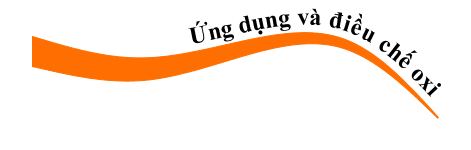 Ứng dụng và điều chế oxi